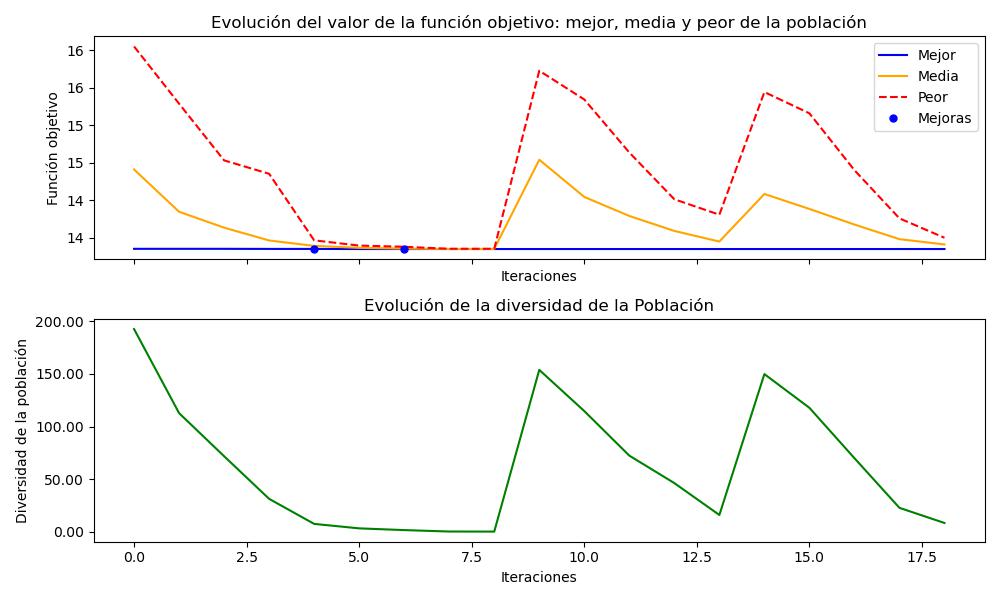 Evolución del valor de la función objetivo: mejor, media y peor de la población
16
16
15
15
14
14
Función objetivo
Mejor
Media
Peor
Mejoras
Iteraciones
Evolución de la diversidad de la Población
200.00
150.00
100.00
50.00
0.00
Diversidad de la población
0.0 2.5 5.0 7.5 10.0 12.5 15.0 17.5
Iteraciones